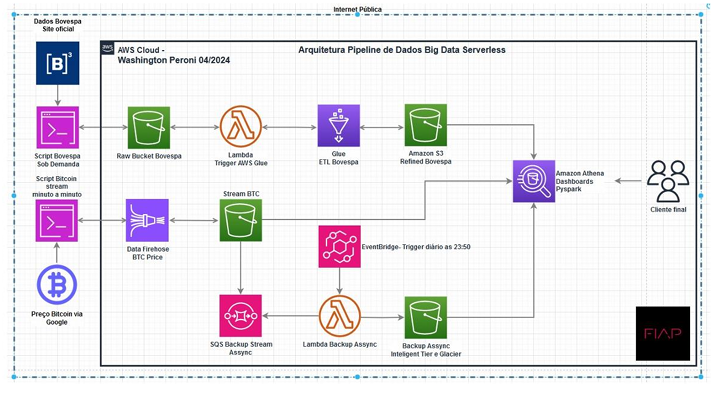 Internet Pública
Dados Bovespa
Site oficial
[B]³
aws
AWS Cloud -
Washington Peroni 04/2024
Arquitetura Pipeline de Dados Big Data Serverless
Script Bovespa
Sob Demanda
Raw Bucket Bovespa
Lambda
Trigger AWS Glue
Glue
ETL Bovespa
Amazon S3
Refined Bovespa
Amazon Athena
Dashboards
Pyspark
Cliente final
Script Bitcoin
stream
minuto a minuto
Data Firehose
BTC Price
Stream BTC
EventBridge- Trigger diário as 23:50
Preço Bitcoin via
Google
SQS Backup Stream
Assync
Lambda Backup Assync
Backup Assync
Inteligent Tier e Glacier
FIAP